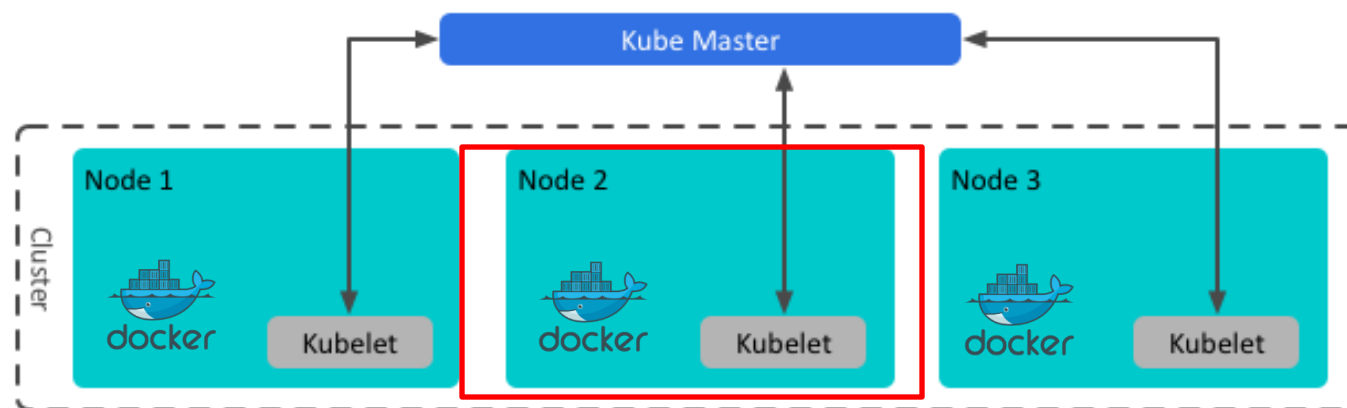 Kube Master
Cluster
Node 1
docker
Kubelet
Node 2
docker
Kubelet
Node 3
docker
Kubelet